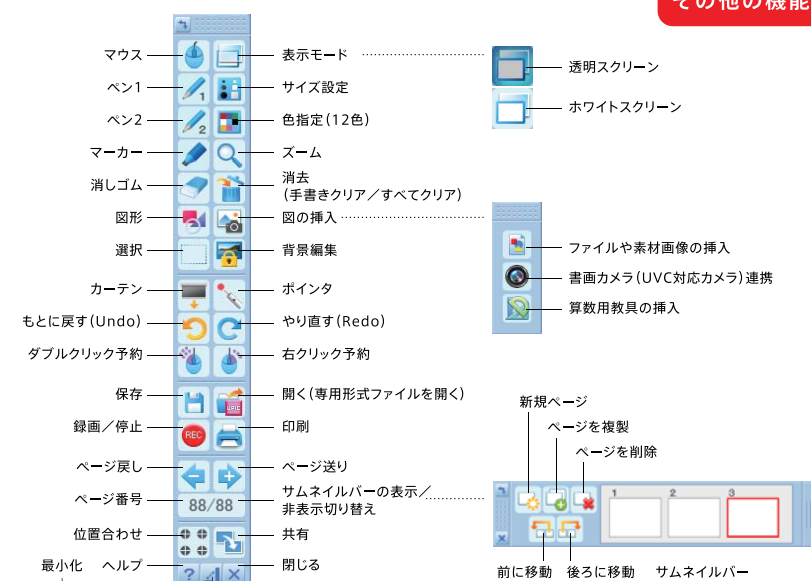 その他の機能
マウス
表示モード
透明スクリーン
ペン1
1
サイズ設定
ホワイトスクリーン
ペン2
2
色指定(12色)
マーカー
ズーム
消しゴム
消去
(手書きクリア/すべてクリア)
図形
図の挿入
ファイルや素材画像の挿入
選択
背景編集
書画カメラ(UVC対応カメラ)連携
カーテン
ポインタ
算数用教具の挿入
もとに戻す(Undo)
やり直す(Redo)
ダブルクリック予約
右クリック予約
保存
開く(専用形式ファイルを開く)
新規ページ
録画/停止
REC
印刷
ページを複製
ページを削除
ページ戻し
ページ送り
ページ番号
88/88
サムネイルバーの表示/
非表示切り替え
1 2 3
位置合わせ
共有
最小化 ヘルプ
?
閉じる
前に移動 後ろに移動 サムネイルバー